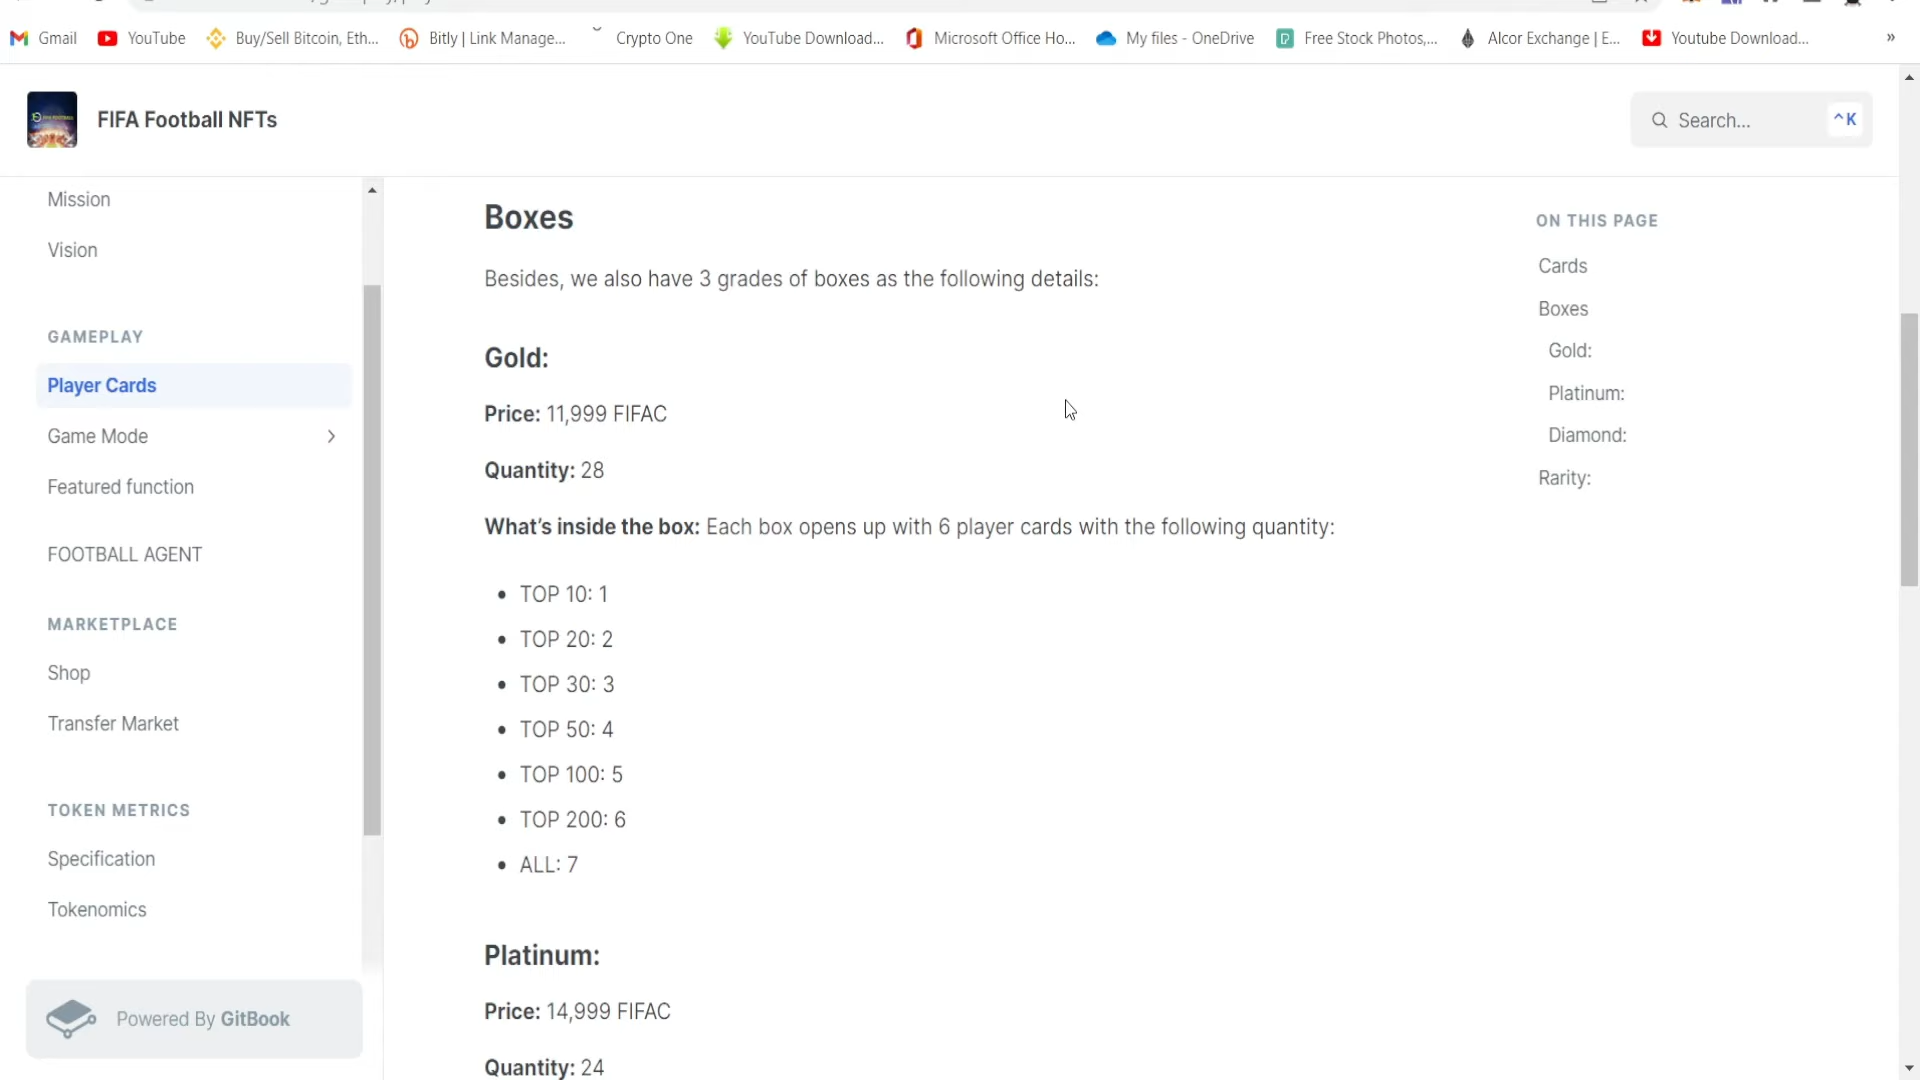 Gmail YouTube Buy/Sell Bitcoin, Eth... Bitly | Link Manage... Crypto One YouTube Download... Microsoft Office Ho... My files - OneDrive Free Stock Photos,... Alcor Exchange | E... Youtube Download... »
FIFA Football NFTs
Search... ^K
Mission
Vision
GAMEPLAY
Player Cards
Game Mode
Featured function
FOOTBALL AGENT
MARKETPLACE
Shop
Transfer Market
TOKEN METRICS
Specification
Tokenomics
Powered By GitBook
Boxes
Besides, we also have 3 grades of boxes as the following details:
Gold:
Price: 11,999 FIFAC
Quantity: 28
What's inside the box: Each box opens up with 6 player cards with the following quantity:
• TOP 10: 1
• TOP 20: 2
• TOP 30: 3
• TOP 50: 4
• TOP 100: 5
• TOP 200: 6
• ALL: 7
Platinum:
Price: 14,999 FIFAC
Quantity: 24
ON THIS PAGE
Cards
Boxes
Gold:
Platinum:
Diamond:
Rarity: